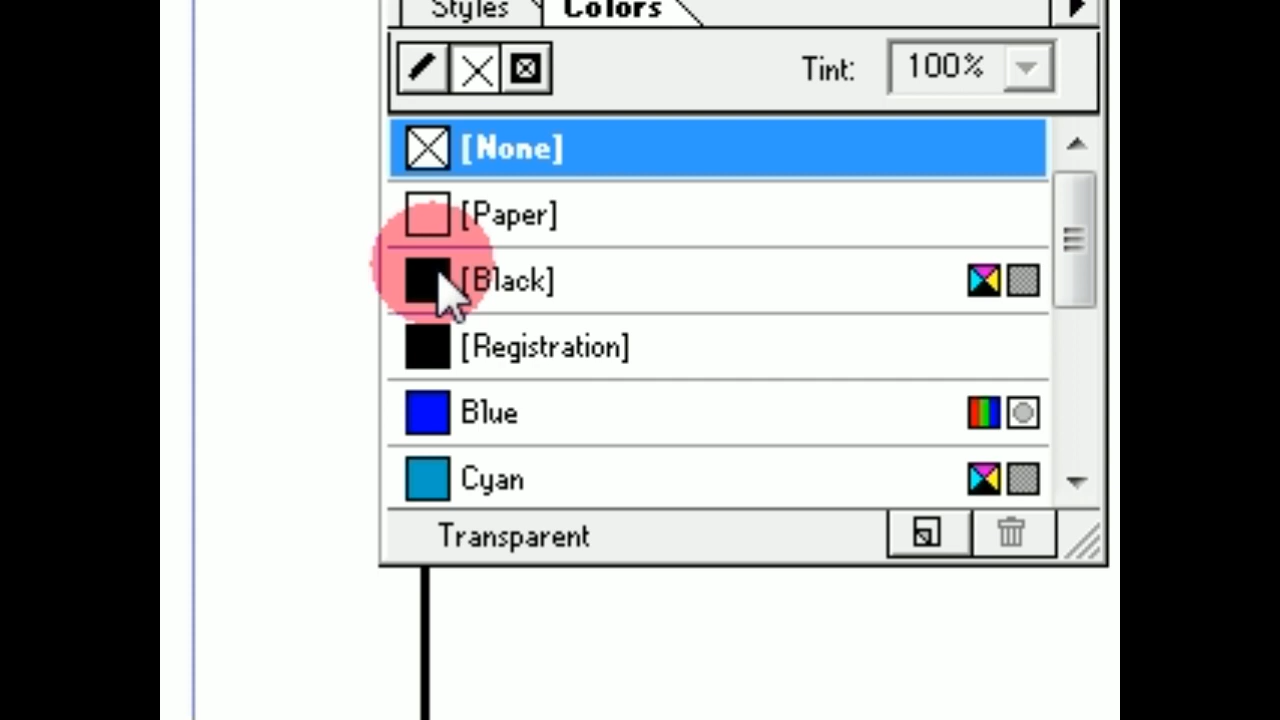 Styles Colors
Tint: 100%
[None]
[Paper]
[Black]
[Registration]
Blue
Cyan
Transparent